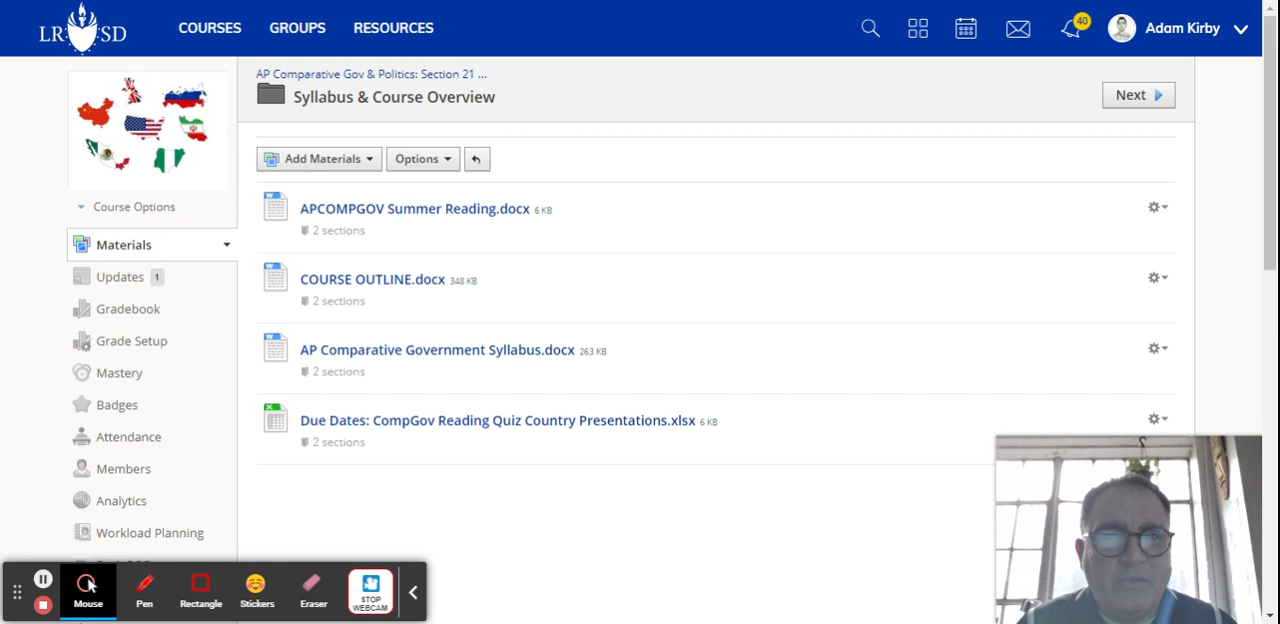 LR SD
COURSES
GROUPS
RESOURCES
40
Adam Kirby
AP Comparative Gov & Politics: Section 21 ...
Syllabus & Course Overview
Next
Add Materials
Options
APCOMPGOV Summer Reading.docx 6 KB
2 sections
COURSE OUTLINE.docx 348 KB
2 sections
AP Comparative Government Syllabus.docx 263 KB
2 sections
Due Dates: CompGov Reading Quiz Country Presentations.xlsx 6 KB
2 sections
Course Options
Materials
Updates 1
Gradebook
Grade Setup
Mastery
Badges
Attendance
Members
Analytics
Workload Planning
Mouse
Pen
Rectangle
Stickers
Eraser
STOP
WEBCAM